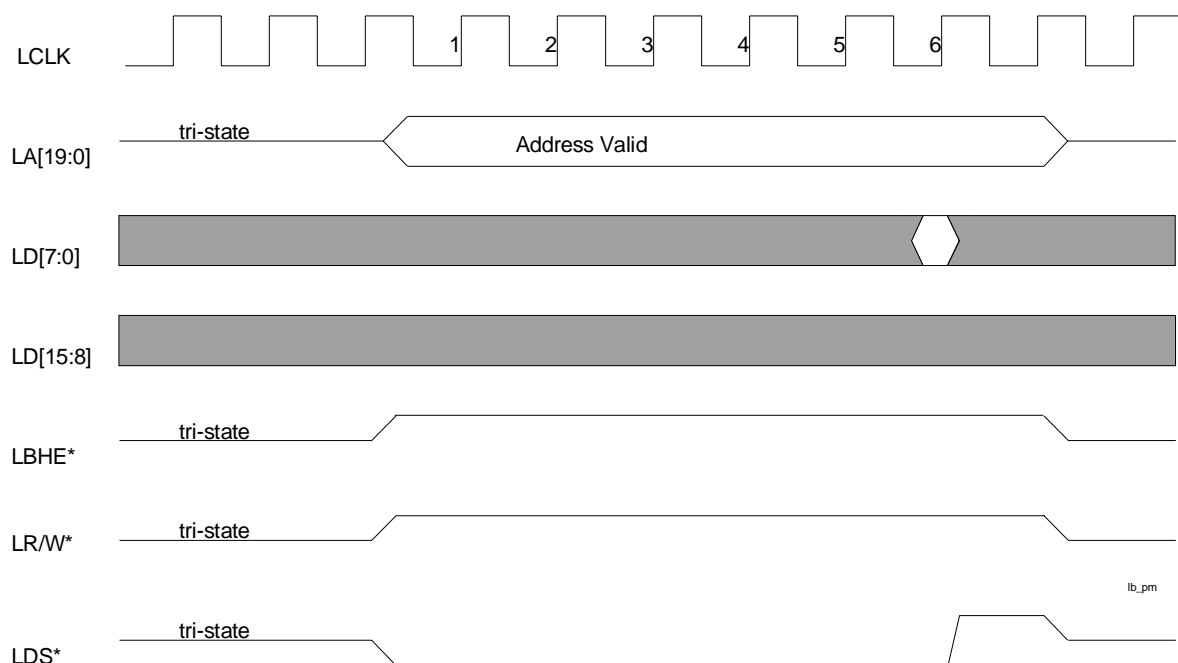 LCLK
1 2 3 4 5 6
tri-state
LA[19:0]
Address Valid
LD[7:0]
LD[15:8]
tri-state
LBHE*
tri-state
LR/W*
lb_pm
tri-state
LDS*